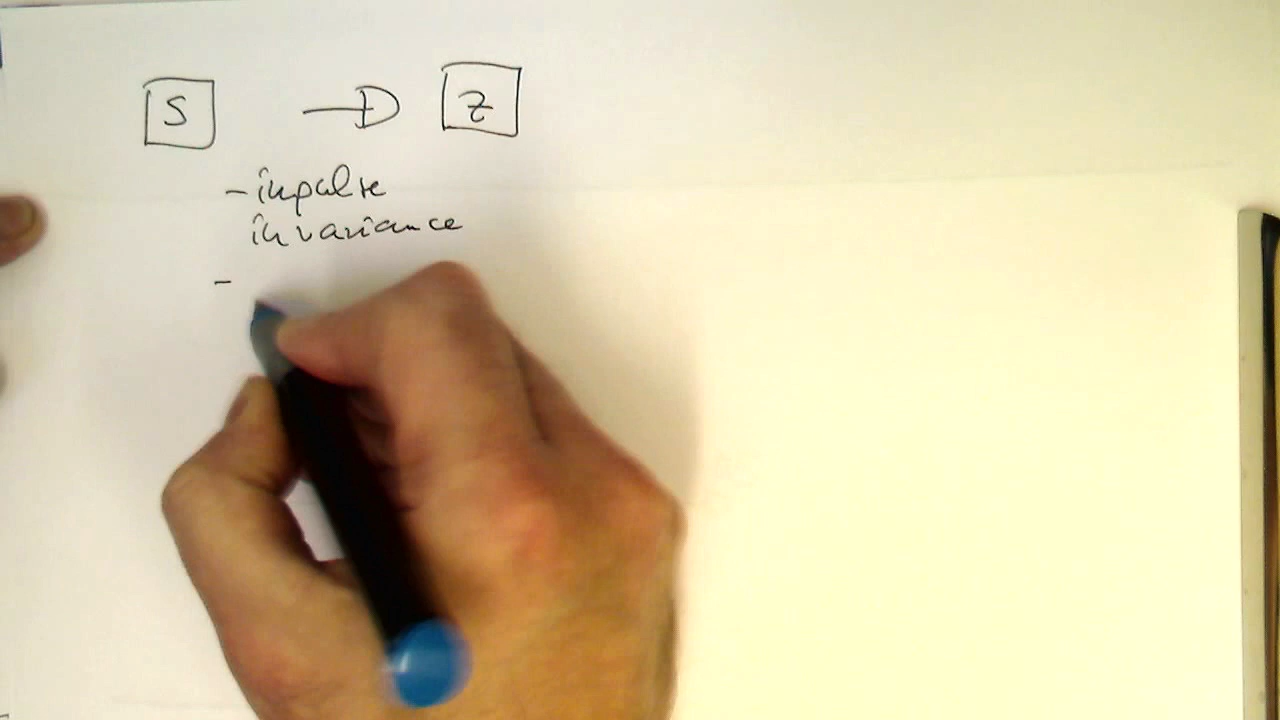 S → Z
- impulse
invariance
-